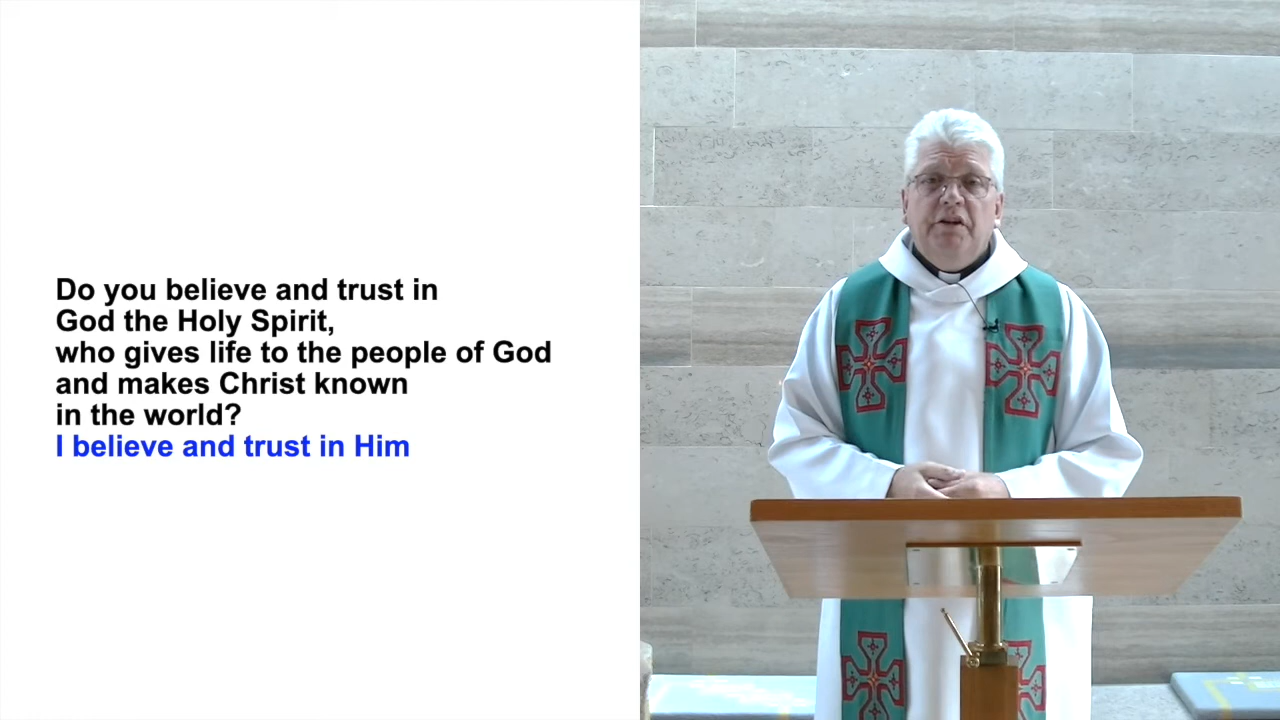 Do you believe and trust in
God the Holy Spirit,
who gives life to the people of God
and makes Christ known
in the world?
I believe and trust in Him